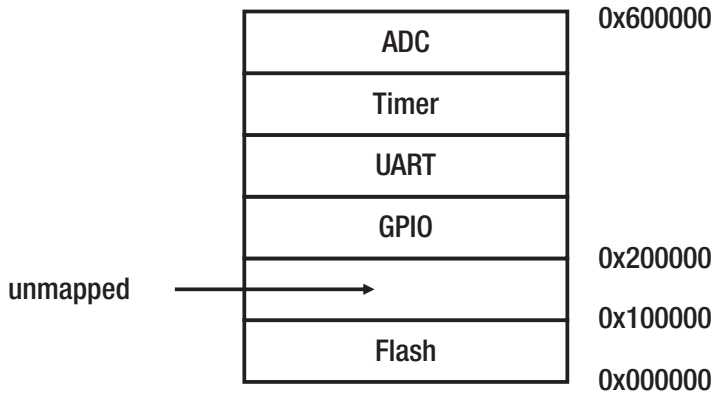 0x600000
ADC
Timer
UART
GPIO
0x200000
unmapped
0x100000
Flash
0x000000